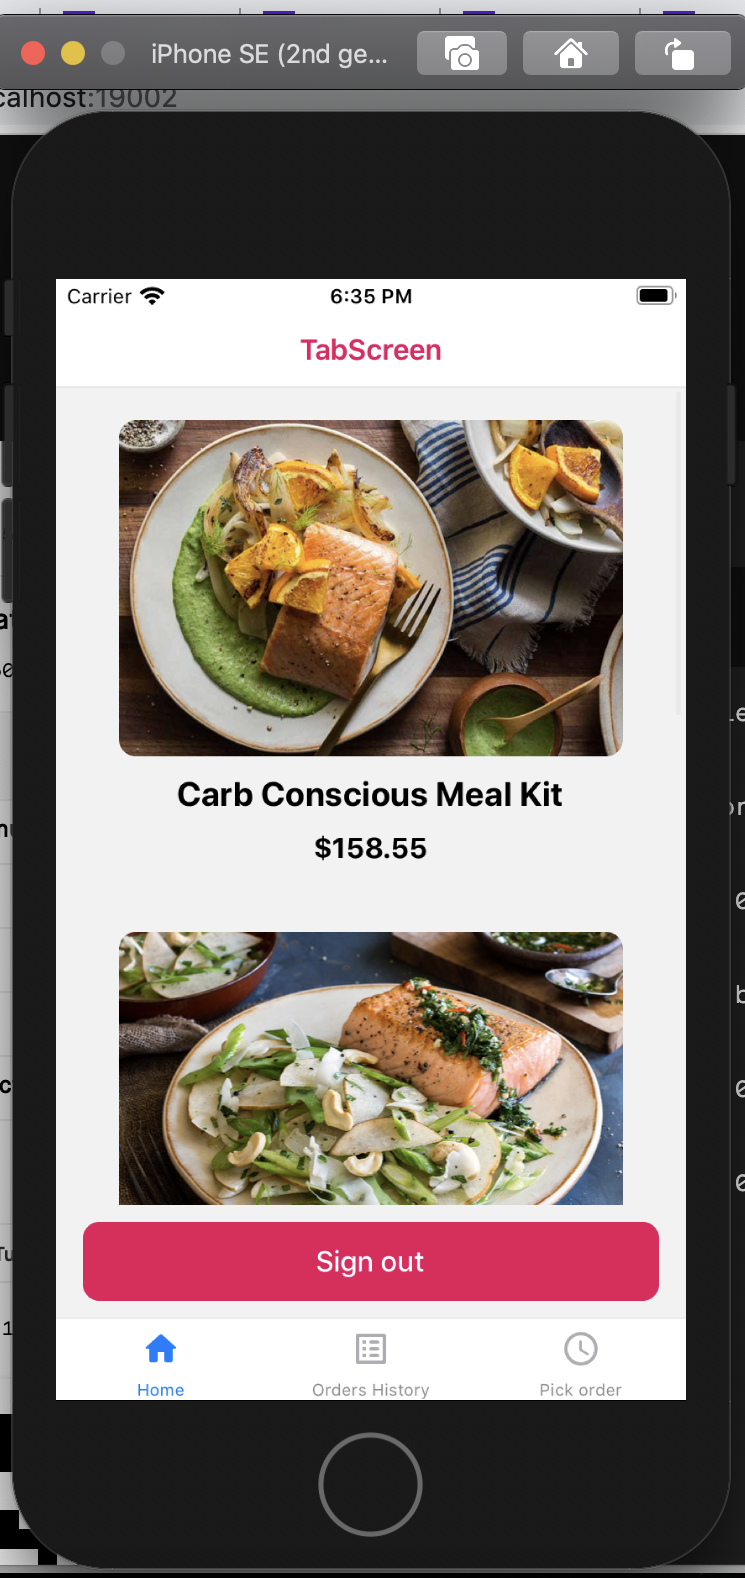 iPhone SE (2nd ge...
calhost:19002
Carrier
6:35 PM
TabScreen
Carb Conscious Meal Kit
$158.55
Sign out
Home
Orders History
Pick order